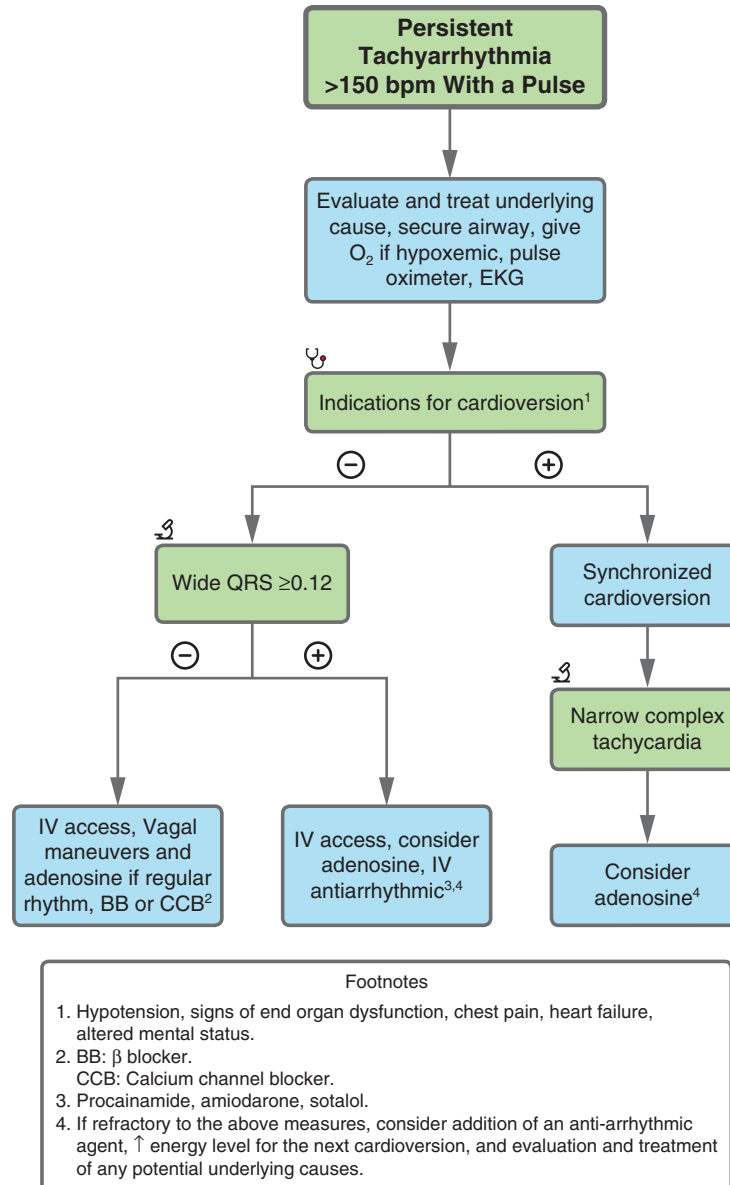 Persistent
Tachyarrhythmia
>150 bpm With a Pulse
Evaluate and treat underlying
cause, secure airway, give
O₂ if hypoxemic, pulse
oximeter, EKG
Indications for cardioversion¹
− +
Wide QRS ≥0.12
Synchronized
cardioversion
− +
Narrow complex
tachycardia
IV access, Vagal
maneuvers and
adenosine if regular
rhythm, BB or CCB²
IV access, consider
adenosine, IV
antiarrhythmic³,⁴
Consider
adenosine⁴
Footnotes
1. Hypotension, signs of end organ dysfunction, chest pain, heart failure,
altered mental status.
2. BB: β blocker.
CCB: Calcium channel blocker.
3. Procainamide, amiodarone, sotalol.
4. If refractory to the above measures, consider addition of an anti-arrhythmic
agent, ↑ energy level for the next cardioversion, and evaluation and treatment
of any potential underlying causes.